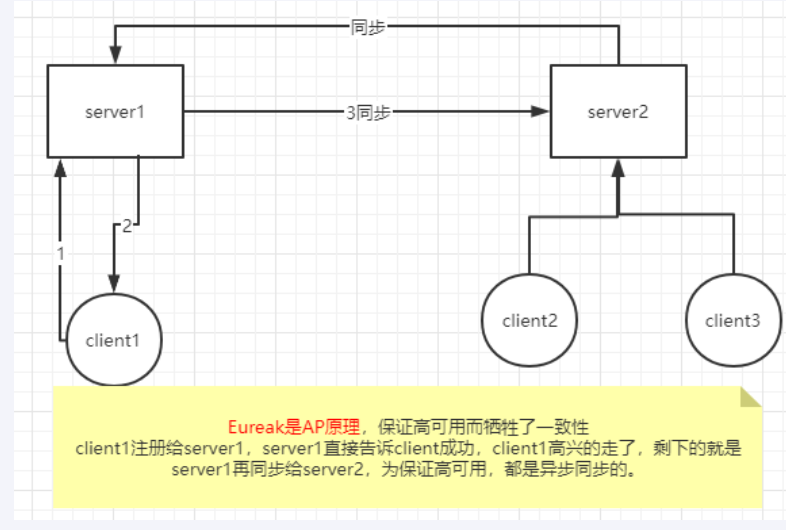 同步
server1
3同步
server2
2
1
client1
client2
client3
Eureak是AP原理，保证高可用而牺牲了一致性
client1注册给server1，server1直接告诉client成功，client1高兴的走了，剩下的就是
server1再同步给server2，为保证高可用，都是异步同步的。